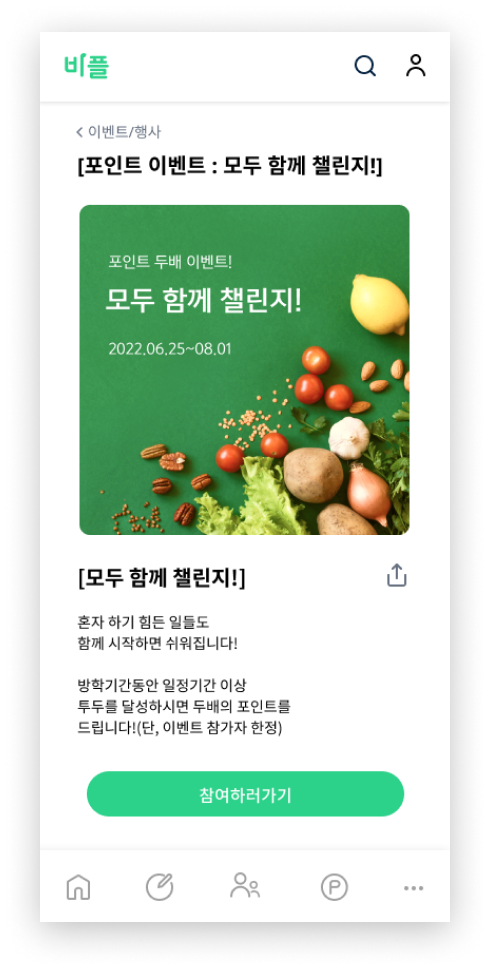 비플
이벤트/행사
[포인트 이벤트 : 모두 함께 챌린지!]
포인트 두배 이벤트!
모두 함께 챌린지!
2022.06.25~08.01
[모두 함께 챌린지!]
혼자 하기 힘든 일들도
함께 시작하면 쉬워집니다!
방학기간동안 일정기간 이상
투두를 달성하시면 두배의 포인트를
드립니다!(단, 이벤트 참가자 한정)
참여하러가기
P